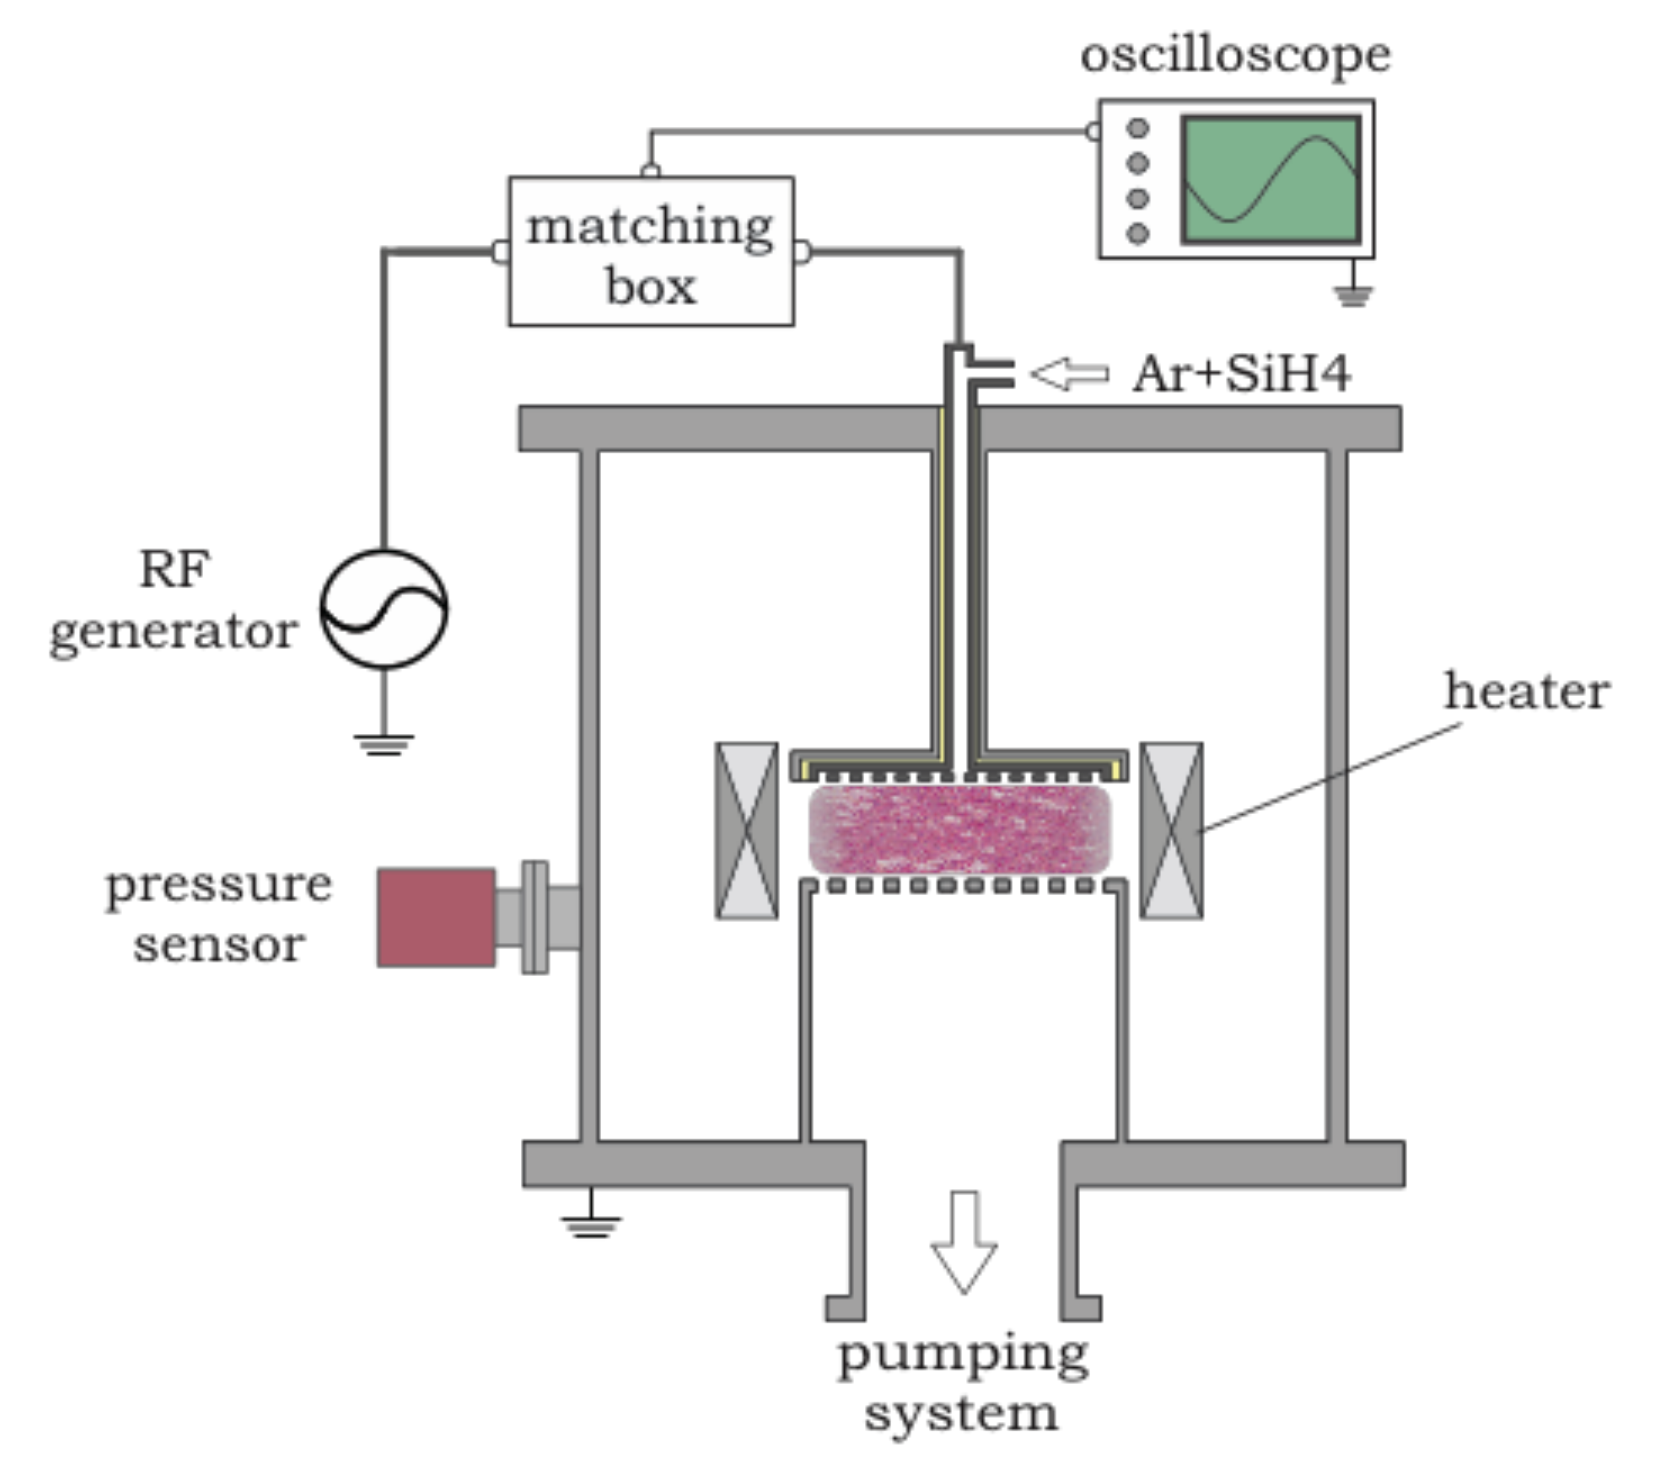 oscilloscope
matching
box
Ar+SiH4
RF
generator
heater
pressure
sensor
pumping
system